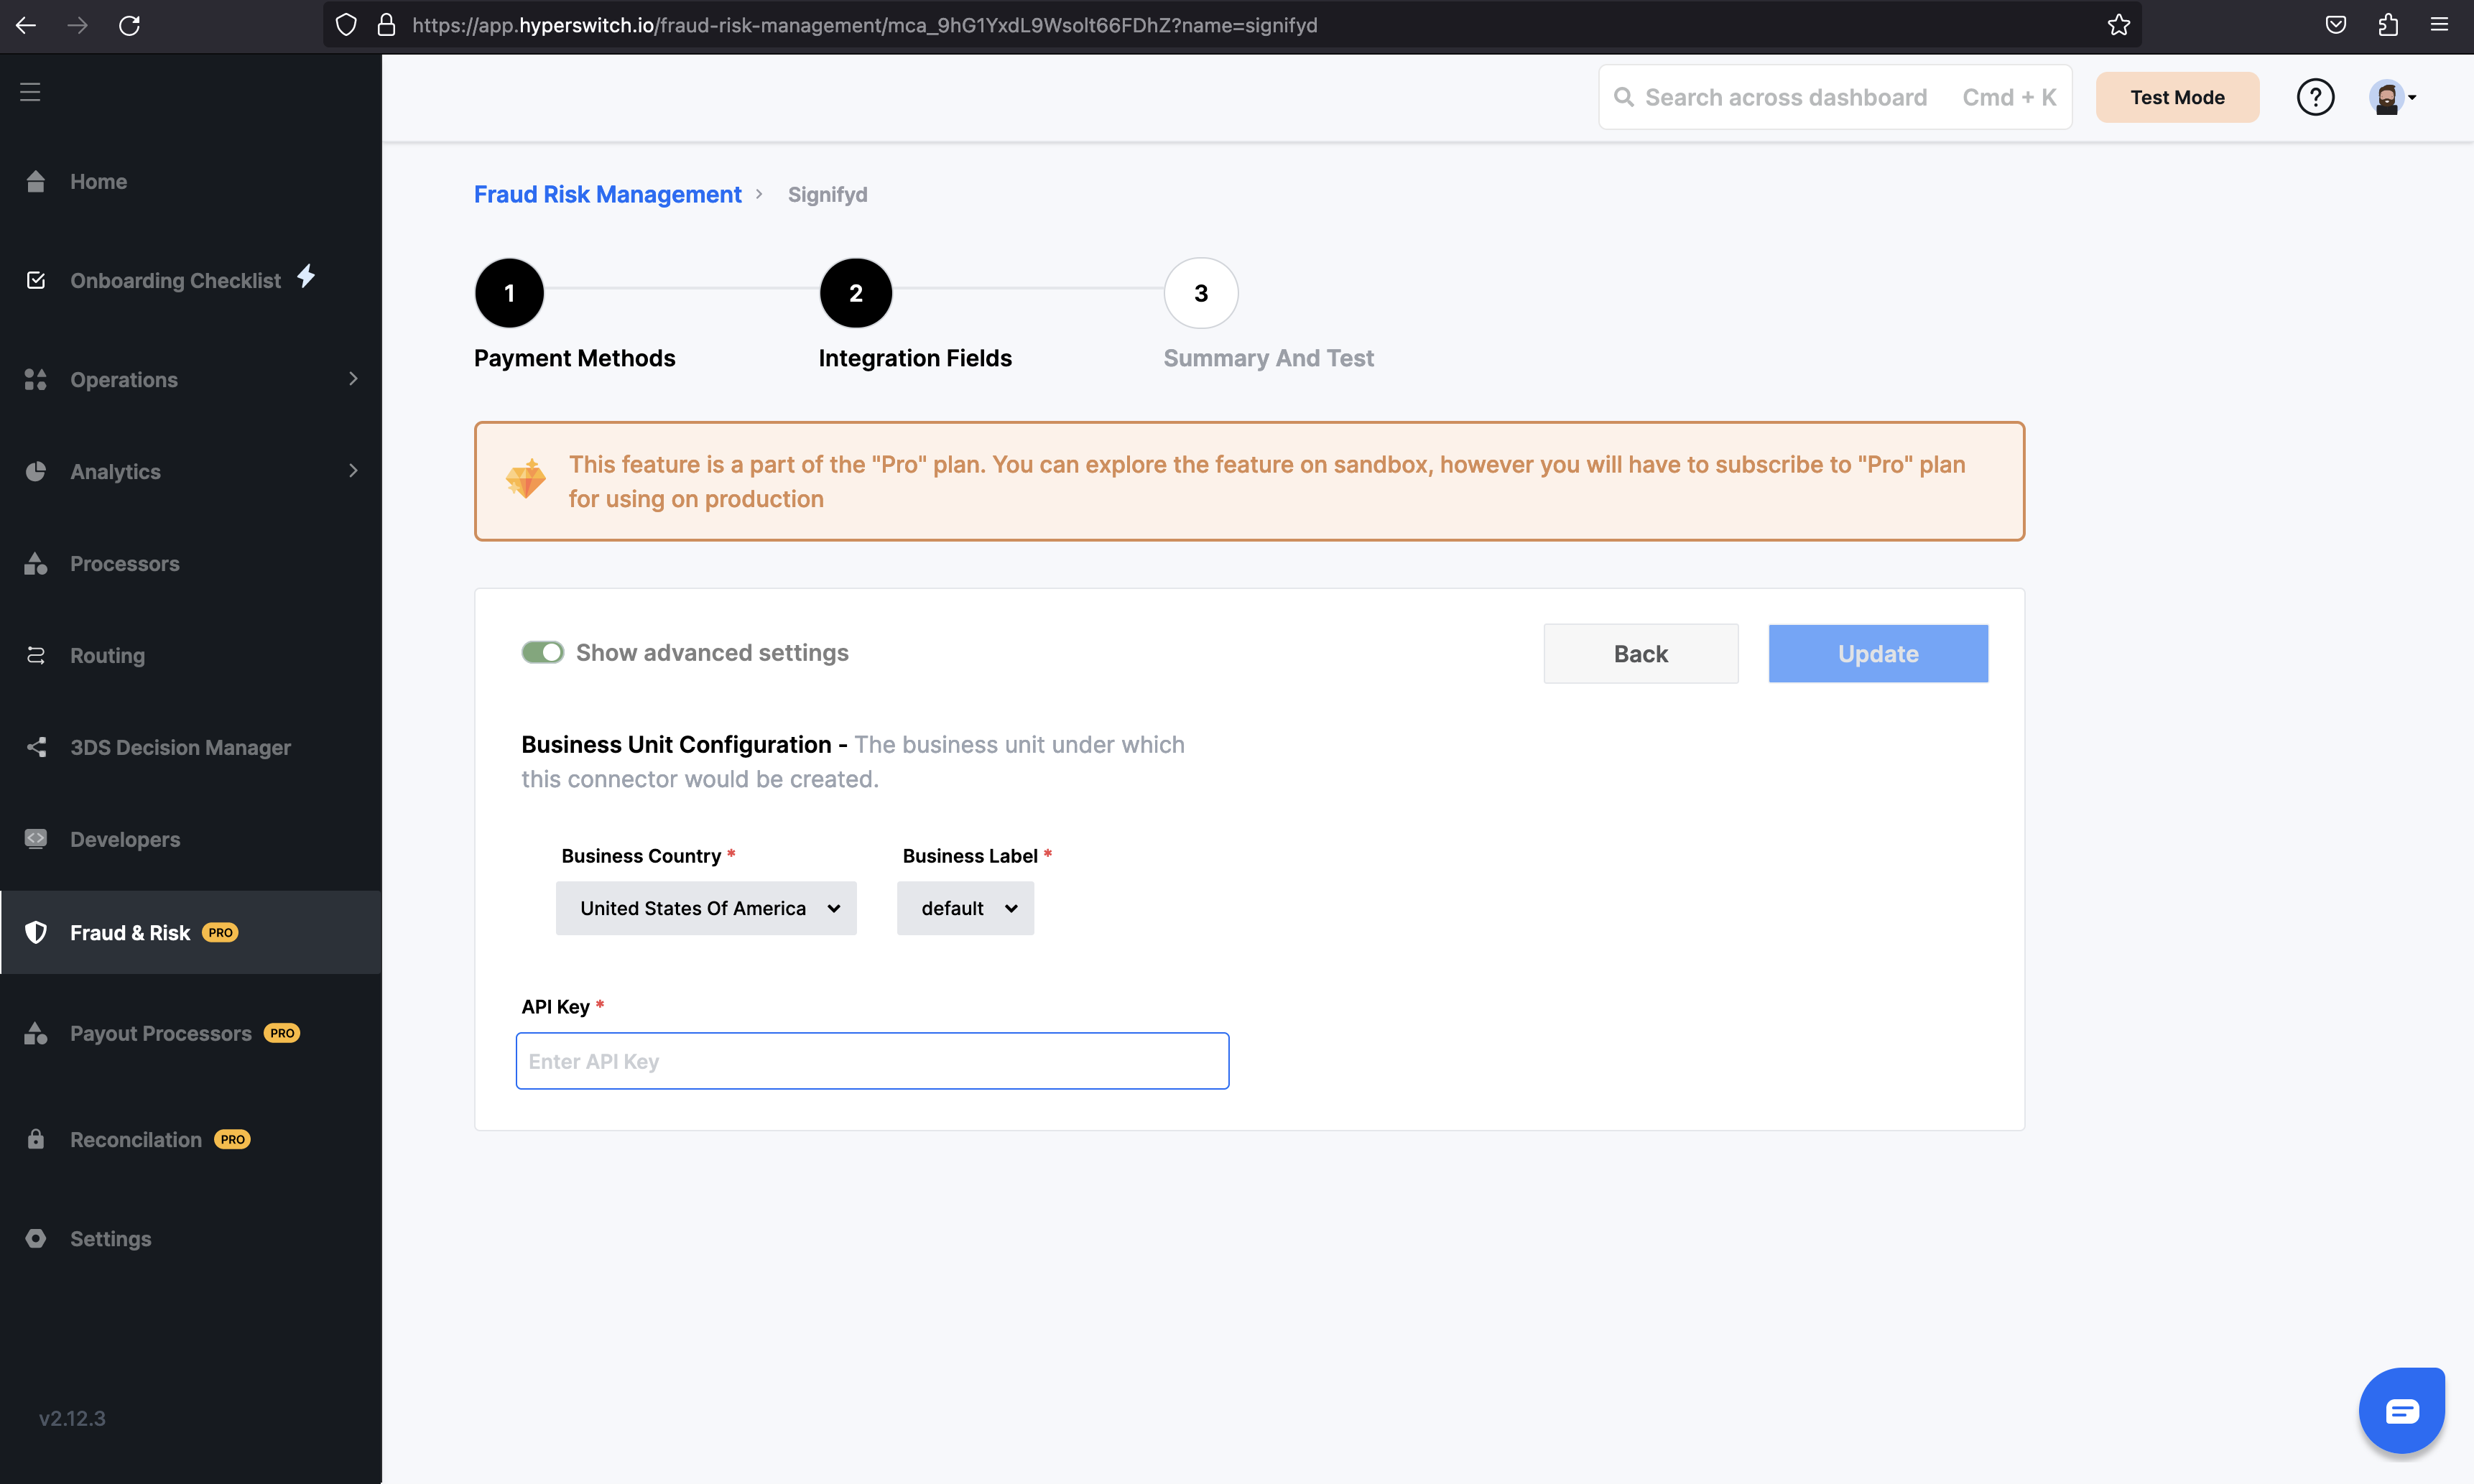 https://app.hyperswitch.io/fraud-risk-management/mca_9hG1YxdL9Wsolt66FDhZ?name=signifyd
Search across dashboard Cmd + K
Test Mode
?
Home
Onboarding Checklist
Operations
Analytics
Processors
Routing
3DS Decision Manager
Developers
Fraud & Risk PRO
Payout Processors PRO
Reconcilation PRO
Settings
v2.12.3
Fraud Risk Management > Signifyd
1 2 3
Payment Methods Integration Fields Summary And Test
This feature is a part of the "Pro" plan. You can explore the feature on sandbox, however you will have to subscribe to "Pro" plan
for using on production
Show advanced settings
Back Update
Business Unit Configuration - The business unit under which
this connector would be created.
Business Country * Business Label *
United States Of America default
API Key *
Enter API Key